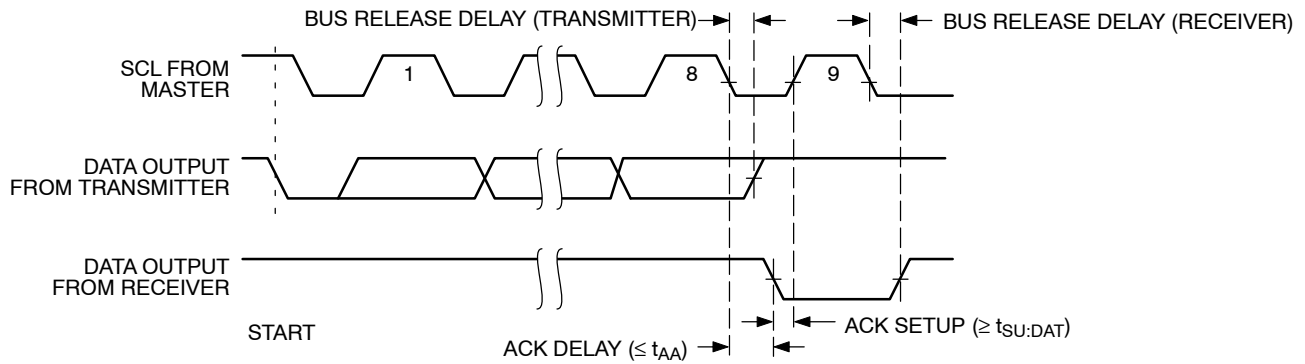 BUS RELEASE DELAY (TRANSMITTER)
BUS RELEASE DELAY (RECEIVER)
SCL FROM
MASTER
1
8
9
DATA OUTPUT
FROM TRANSMITTER
DATA OUTPUT
FROM RECEIVER
START
ACK SETUP (≥ tSU:DAT)
ACK DELAY (≤ tAA)